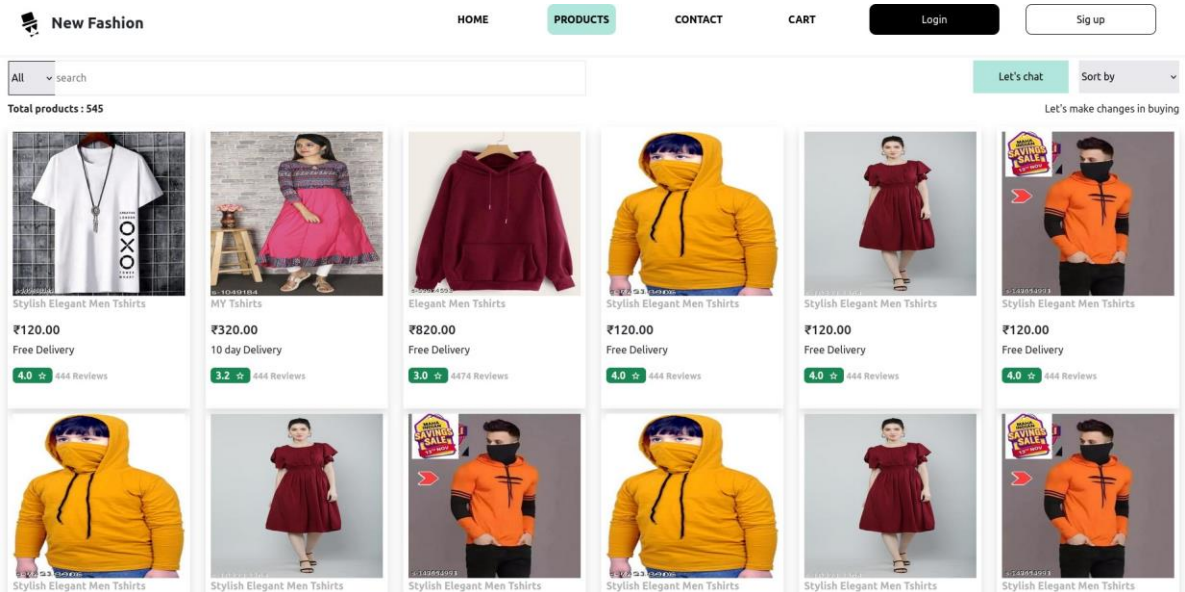 New Fashion
HOME
PRODUCTS
CONTACT
CART
Login
Sig up
All
search
Let's chat
Sort by
Total products : 545
Let's make changes in buying
OXO
s-1049184
SAVINGS
SALE
s-149854993
Stylish Elegant Men Tshirts
MY Tshirts
Elegant Men Tshirts
Stylish Elegant Men Tshirts
Stylish Elegant Men Tshirts
Stylish Elegant Men Tshirts
₹120.00
₹320.00
₹820.00
₹120.00
₹120.00
₹120.00
Free Delivery
10 day Delivery
Free Delivery
Free Delivery
Free Delivery
Free Delivery
4.0 ☆ 444 Reviews
3.2 ☆ 444 Reviews
3.0 ☆ 4474 Reviews
4.0 ☆ 444 Reviews
4.0 ☆ 444 Reviews
4.0 ☆ 444 Reviews
SAVINGS
SALE
SAVINGS
SALE
s-149854993
s-149854993
Stylish Elegant Men Tshirts
Stylish Elegant Men Tshirts
Stylish Elegant Men Tshirts
Stylish Elegant Men Tshirts
Stylish Elegant Men Tshirts
Stylish Elegant Men Tshirts